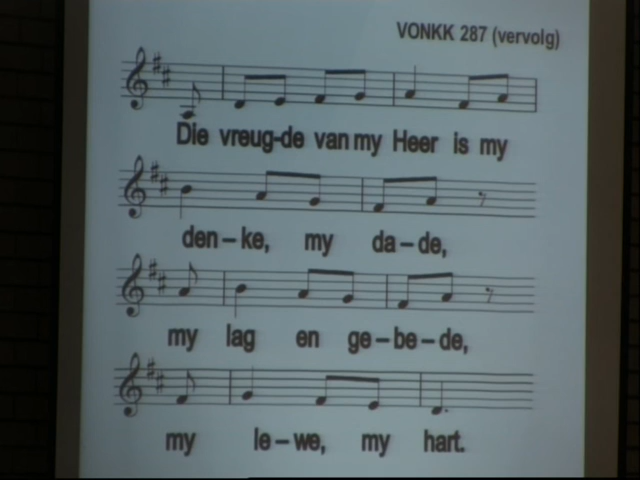 VONKK 287 (vervolg)
Die vreug-de van my Heer is my
den-ke, my da-de,
my lag en ge-be-de,
my le-we, my hart.